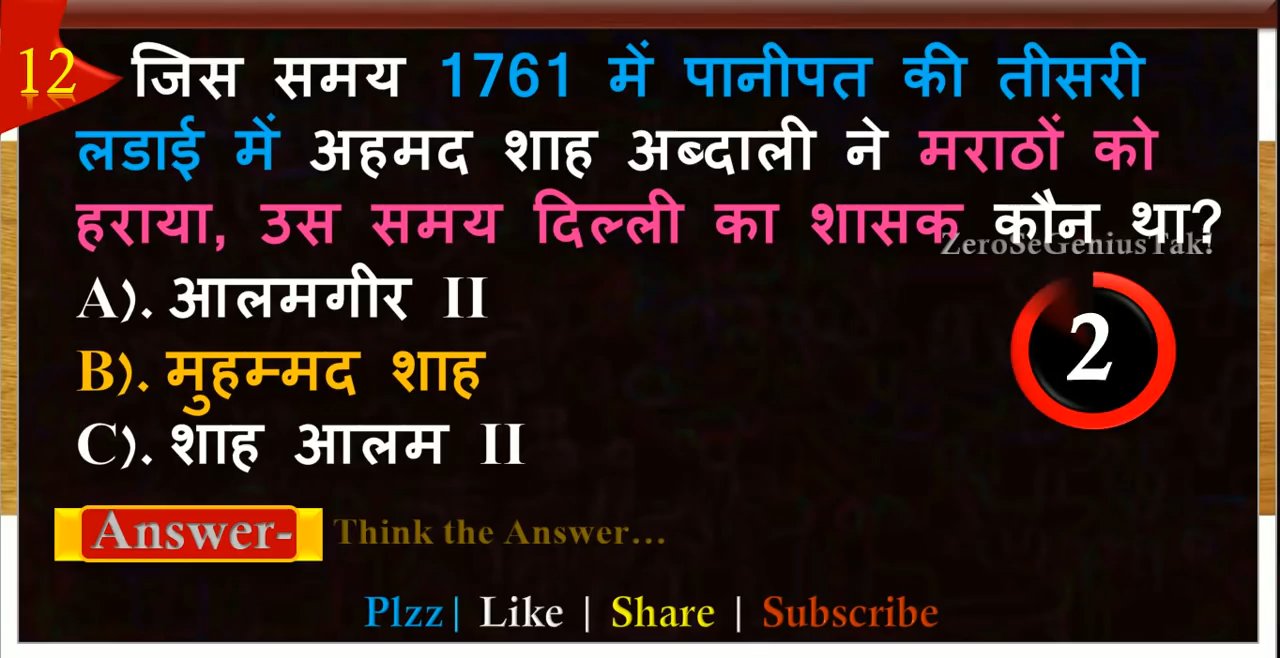 12 जिस समय 1761 में पानीपत की तीसरी
लडाई में अहमद शाह अब्दाली ने मराठों को
हराया, उस समय दिल्ली का शासक कौन था?
ZeroSeGeniusTak!
A). आलमगीर II
B). मुहम्मद शाह
2
C). शाह आलम II
Answer- Think the Answer...
Plzz| Like | Share | Subscribe